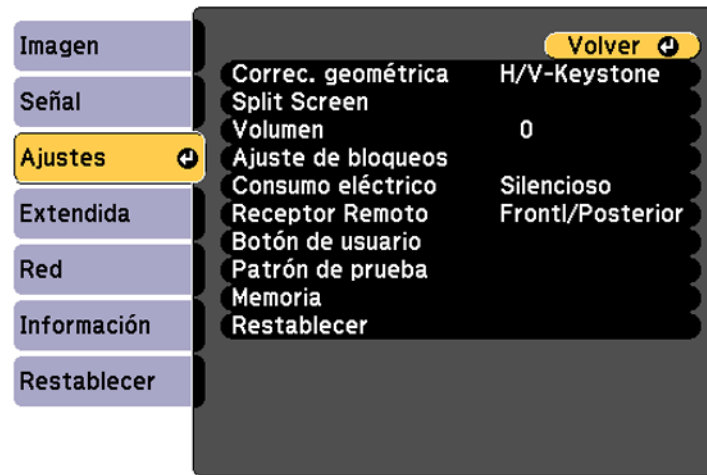 Imagen
Señal
Ajustes
Extendida
Red
Información
Restablecer
Volver
Correc. geométrica H/V-Keystone
Split Screen
Volumen 0
Ajuste de bloqueos
Consumo eléctrico Silencioso
Receptor Remoto Frontl/Posterior
Botón de usuario
Patrón de prueba
Memoria
Restablecer